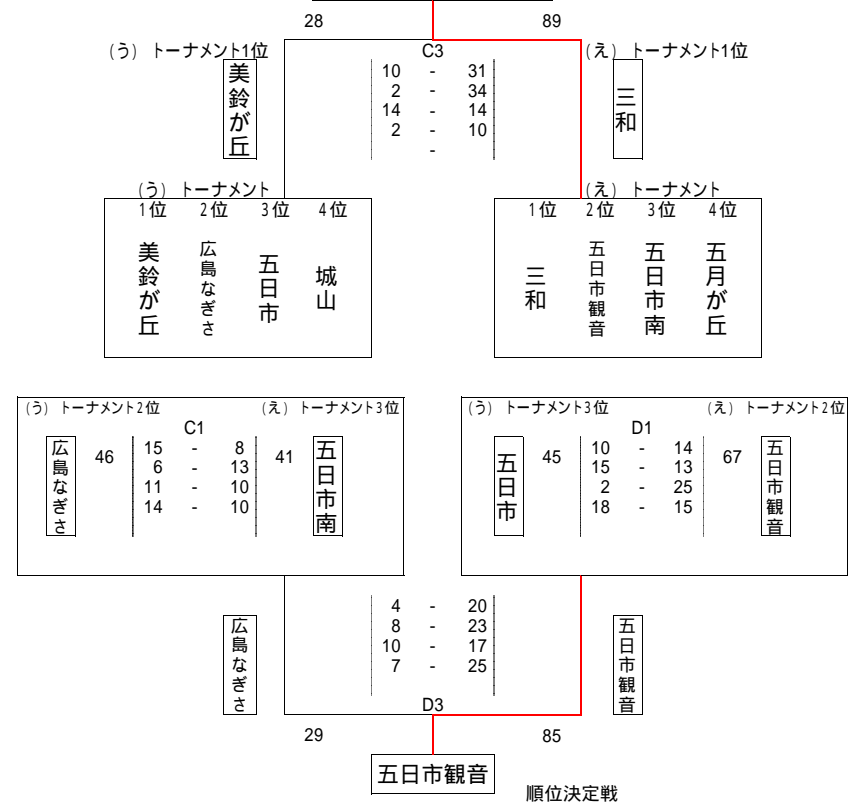 28 89
(う) トーナメント1位 C3 (え) トーナメント1位
美鈴が丘
三和
10 - 31
2 - 34
14 - 14
2 - 10
-
(う) トーナメント
1位 2位 3位 4位
美鈴が丘
広島なぎさ
五日市
城山
(え) トーナメント
1位 2位 3位 4位
三和
五日市観音
五日市南
五月が丘
(う) トーナメント2位 (え) トーナメント3位
C1
広島なぎさ
46
15 - 8
6 - 13
11 - 10
14 - 10
41
五日市南
(う) トーナメント3位 (え) トーナメント2位
D1
五日市
45
10 - 14
15 - 13
2 - 25
18 - 15
67
五日市観音
広島なぎさ
4 - 20
8 - 23
10 - 17
7 - 25
五日市観音
D3
29 85
五日市観音
順位決定戦